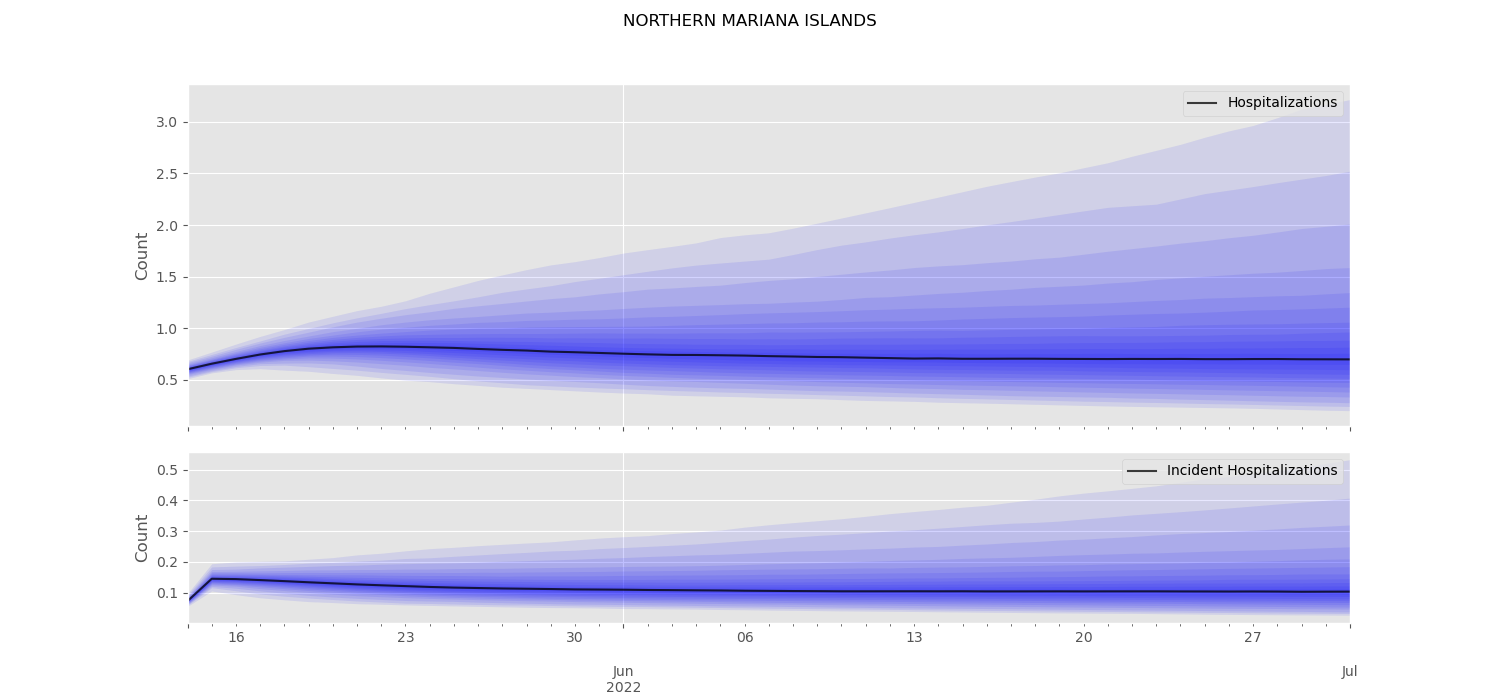 NORTHERN MARIANA ISLANDS
Hospitalizations
3.0
2.5
2.0
1.5
1.0
0.5
Count
Incident Hospitalizations
0.5
0.4
0.3
0.2
0.1
Count
16 23 30 06 13 20 27
Jun Jul
2022